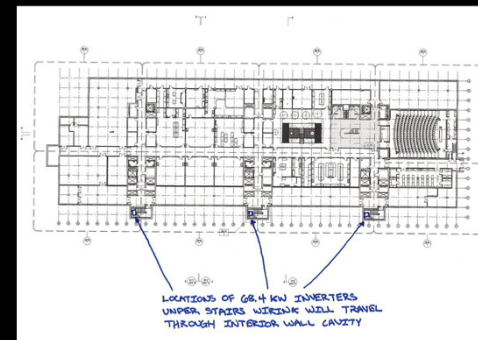 LOCATIONS OF 68.4 KW INVERTERS
UNDER STAIRS WIRING WILL TRAVEL
THROUGH INTERIOR WALL CAVITY